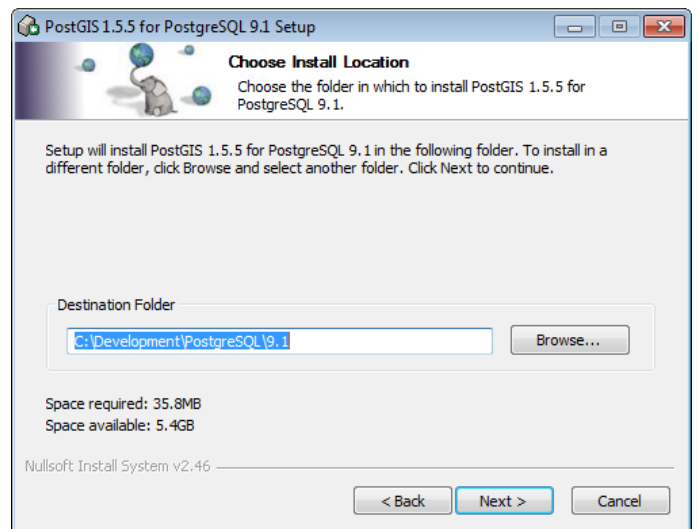 PostGIS 1.5.5 for PostgreSQL 9.1 Setup
Choose Install Location
Choose the folder in which to install PostGIS 1.5.5 for
PostgreSQL 9.1.
Setup will install PostGIS 1.5.5 for PostgreSQL 9.1 in the following folder. To install in a
different folder, click Browse and select another folder. Click Next to continue.
Destination Folder
C:\Development\PostgreSQL\9.1
Browse...
Space required: 35.8MB
Space available: 5.4GB
Nullsoft Install System v2.46
< Back
Next >
Cancel